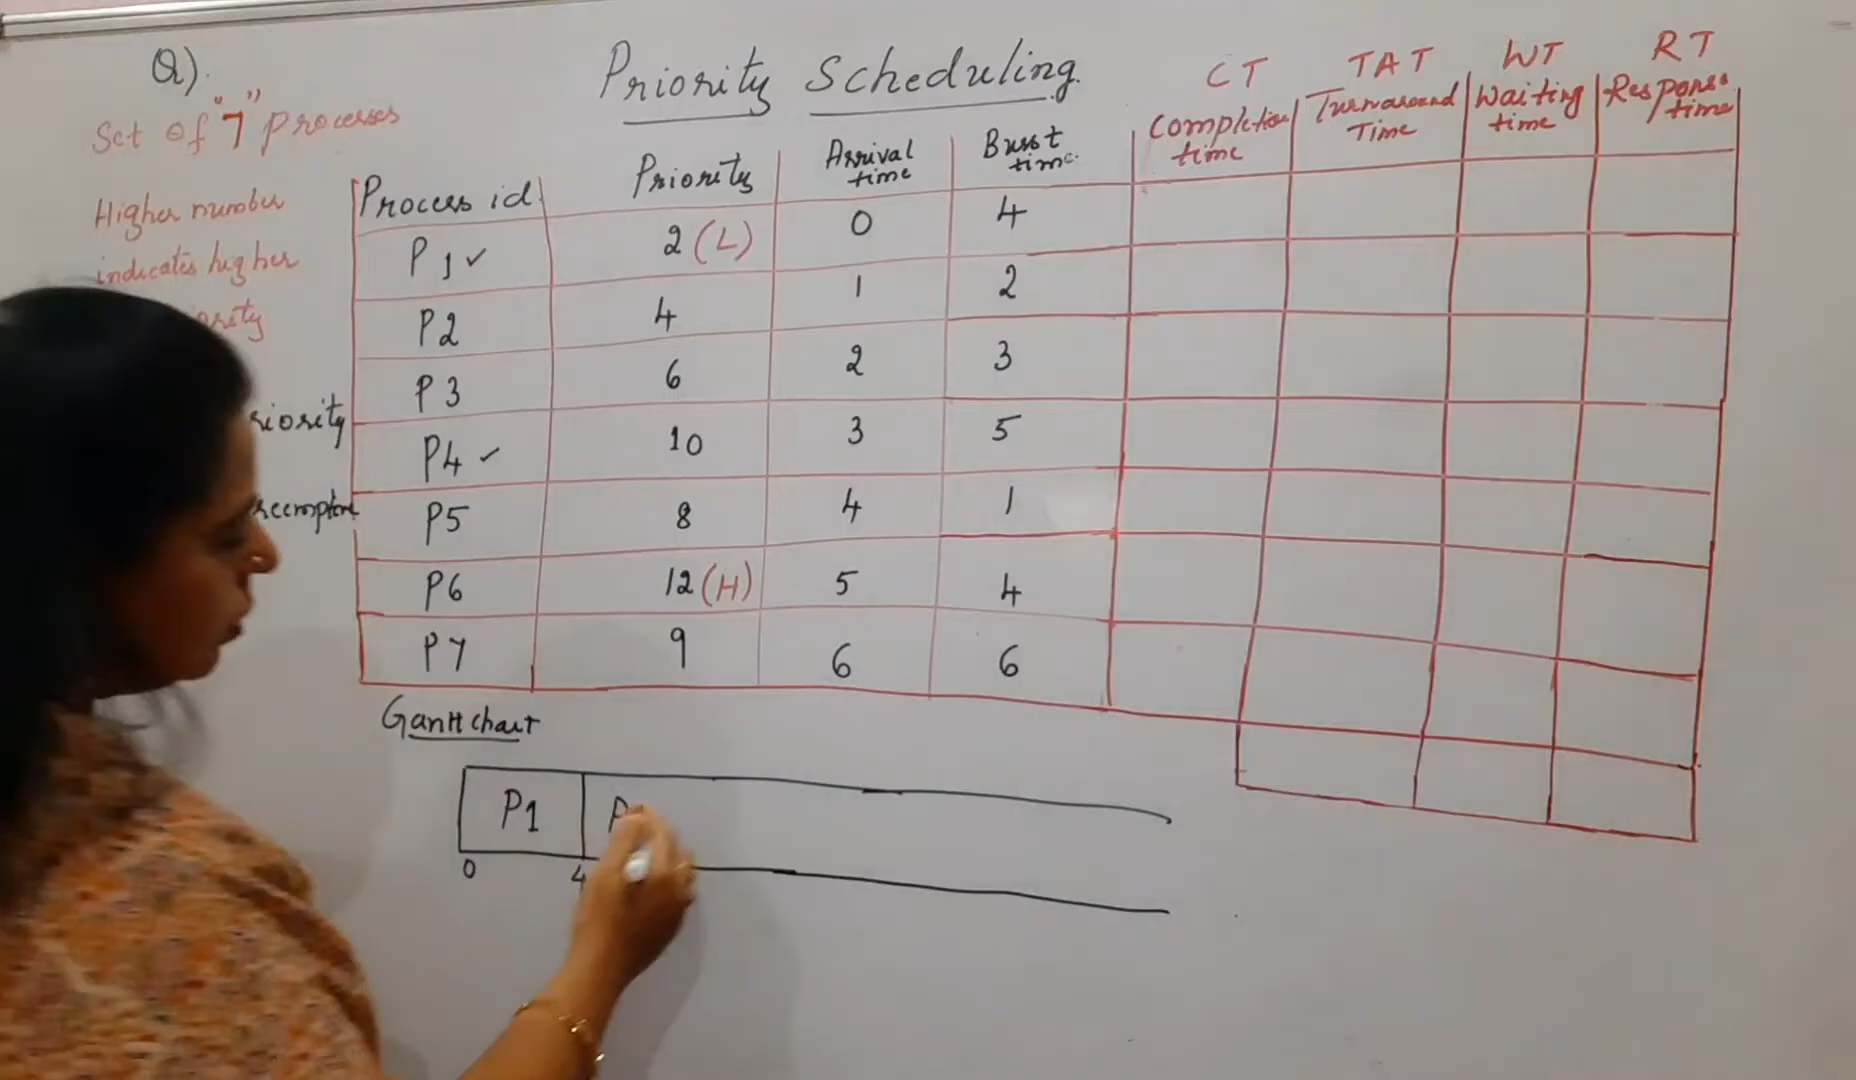 Q).
Set of "7" processes
Higher number
indicates higher
Priority Scheduling
CT TAT WT RT
Completion time Turnaround Time Waiting time Response time
Process id Priority Arrival time Burst time
P1 ✓ 2 (L) 0 4
P2 4 1 2
P3 6 2 3
P4 ✓ 10 3 5
P5 8 4 1
P6 12 (H) 5 4
P7 9 6 6
Gantt chart
P1 P
0 4